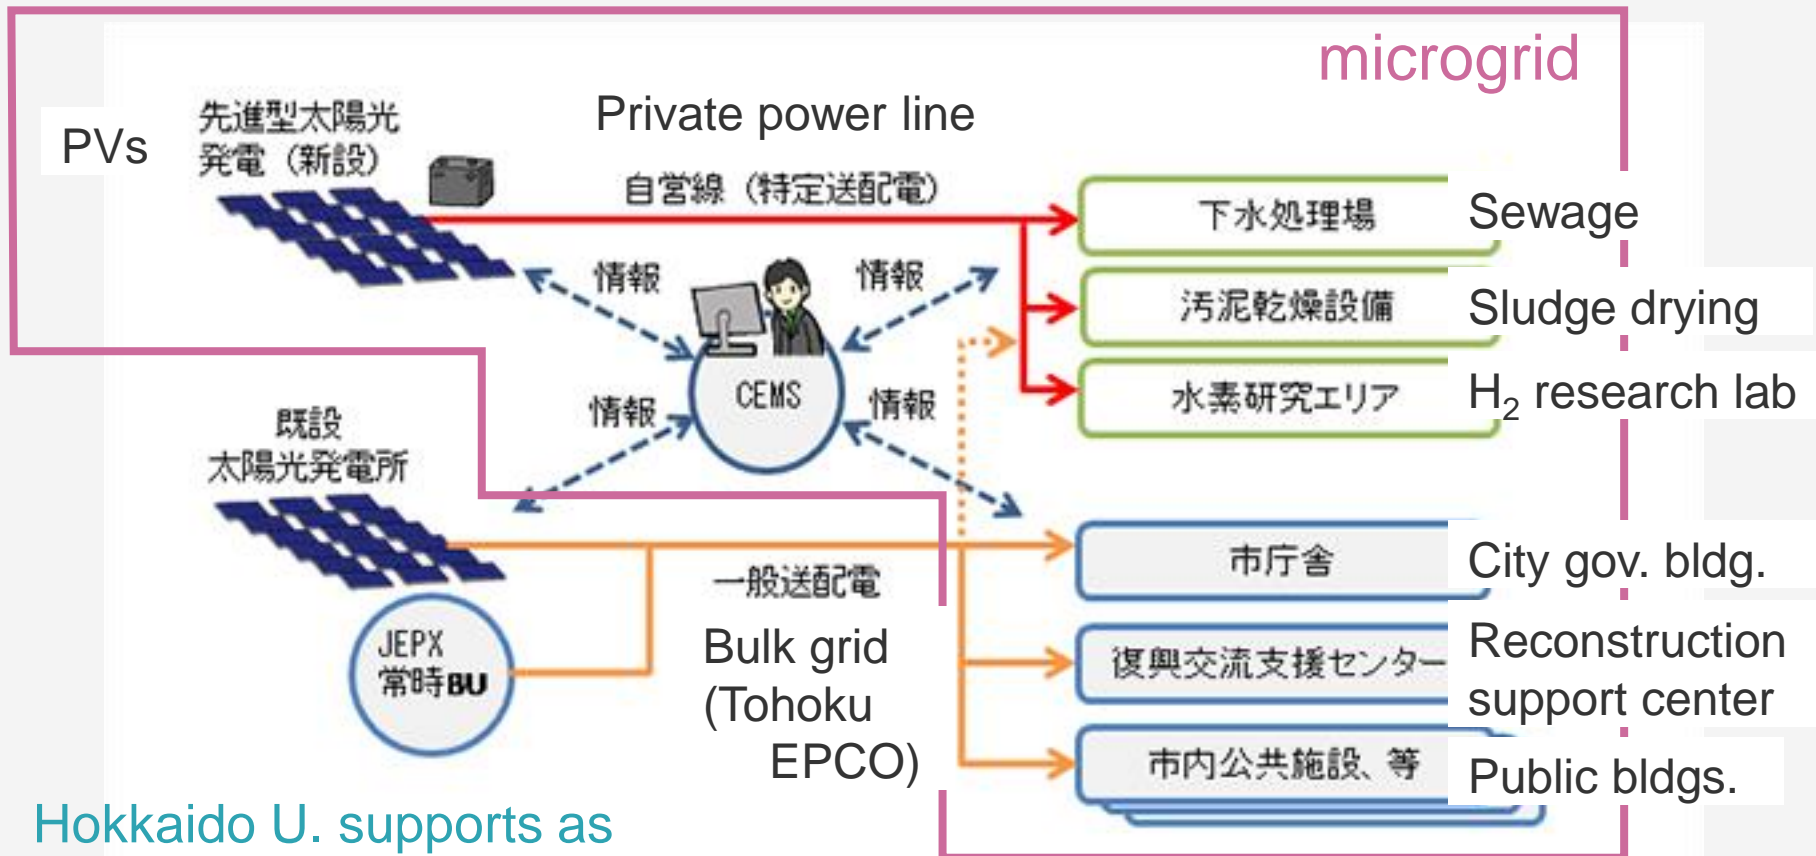 microgrid
PVs
先進型太陽光
発電（新設）
Private power line
自営線（特定送配電）
下水処理場
Sewage
情報
情報
汚泥乾燥設備
Sludge drying
CEMS
水素研究エリア
H₂ research lab
情報
情報
既設
太陽光発電所
市庁舎
City gov. bldg.
一般送配電
JEPX
常時BU
Bulk grid
(Tohoku
EPCO)
復興交流支援センター
Reconstruction
support center
市内公共施設、等
Public bldgs.
Hokkaido U. supports as